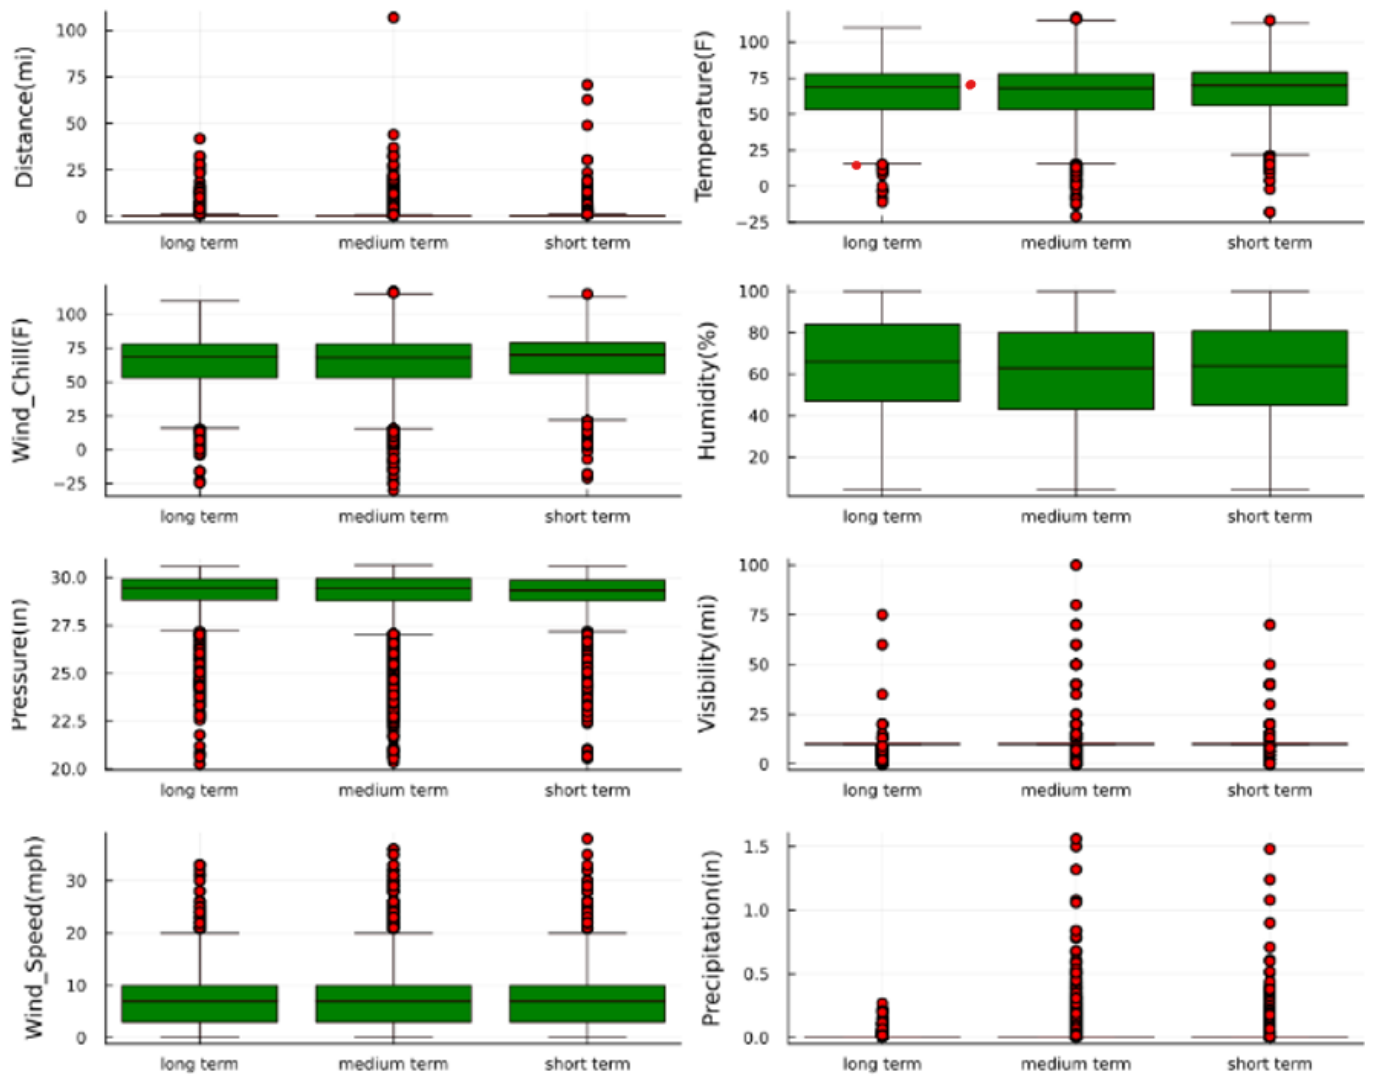 Distance(mi)
100
75
50
25
0
long term
medium term
short term
Temperature(F)
100
75
50
25
0
−25
long term
medium term
short term
Wind_Chill(F)
100
75
50
25
0
−25
long term
medium term
short term
Humidity(%)
100
80
60
40
20
long term
medium term
short term
Pressure(in)
30.0
27.5
25.0
22.5
20.0
long term
medium term
short term
Visibility(mi)
100
75
50
25
0
long term
medium term
short term
Wind_Speed(mph)
30
20
10
0
long term
medium term
short term
Precipitation(in)
1.5
1.0
0.5
0.0
long term
medium term
short term